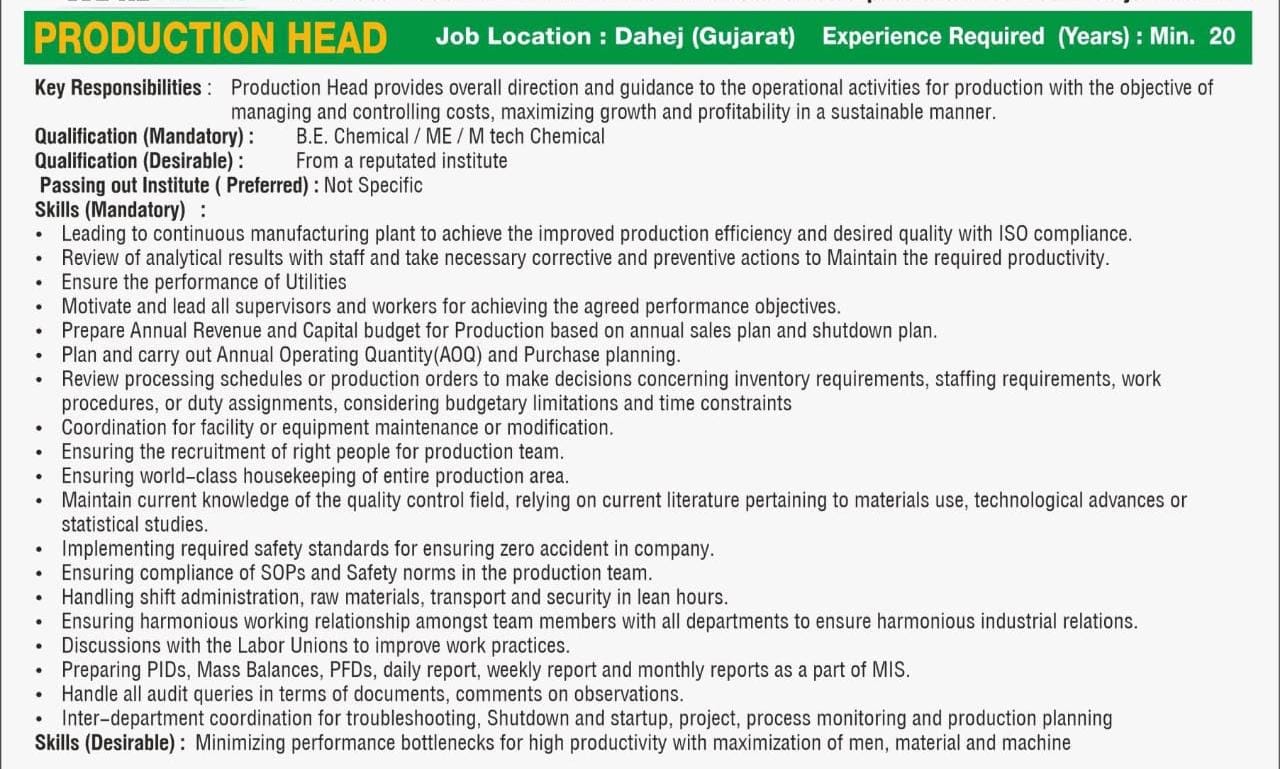 PRODUCTION HEAD Job Location : Dahej (Gujarat) Experience Required (Years) : Min. 20
Key Responsibilities : Production Head provides overall direction and guidance to the operational activities for production with the objective of
managing and controlling costs, maximizing growth and profitability in a sustainable manner.
Qualification (Mandatory) : B.E. Chemical / ME / M tech Chemical
Qualification (Desirable) : From a reputated institute
Passing out Institute ( Preferred) : Not Specific
Skills (Mandatory) :
• Leading to continuous manufacturing plant to achieve the improved production efficiency and desired quality with ISO compliance.
• Review of analytical results with staff and take necessary corrective and preventive actions to Maintain the required productivity.
• Ensure the performance of Utilities
• Motivate and lead all supervisors and workers for achieving the agreed performance objectives.
• Prepare Annual Revenue and Capital budget for Production based on annual sales plan and shutdown plan.
• Plan and carry out Annual Operating Quantity(AOQ) and Purchase planning.
• Review processing schedules or production orders to make decisions concerning inventory requirements, staffing requirements, work
procedures, or duty assignments, considering budgetary limitations and time constraints
• Coordination for facility or equipment maintenance or modification.
• Ensuring the recruitment of right people for production team.
• Ensuring world-class housekeeping of entire production area.
• Maintain current knowledge of the quality control field, relying on current literature pertaining to materials use, technological advances or
statistical studies.
• Implementing required safety standards for ensuring zero accident in company.
• Ensuring compliance of SOPs and Safety norms in the production team.
• Handling shift administration, raw materials, transport and security in lean hours.
• Ensuring harmonious working relationship amongst team members with all departments to ensure harmonious industrial relations.
• Discussions with the Labor Unions to improve work practices.
• Preparing PIDs, Mass Balances, PFDs, daily report, weekly report and monthly reports as a part of MIS.
• Handle all audit queries in terms of documents, comments on observations.
• Inter-department coordination for troubleshooting, Shutdown and startup, project, process monitoring and production planning
Skills (Desirable) : Minimizing performance bottlenecks for high productivity with maximization of men, material and machine